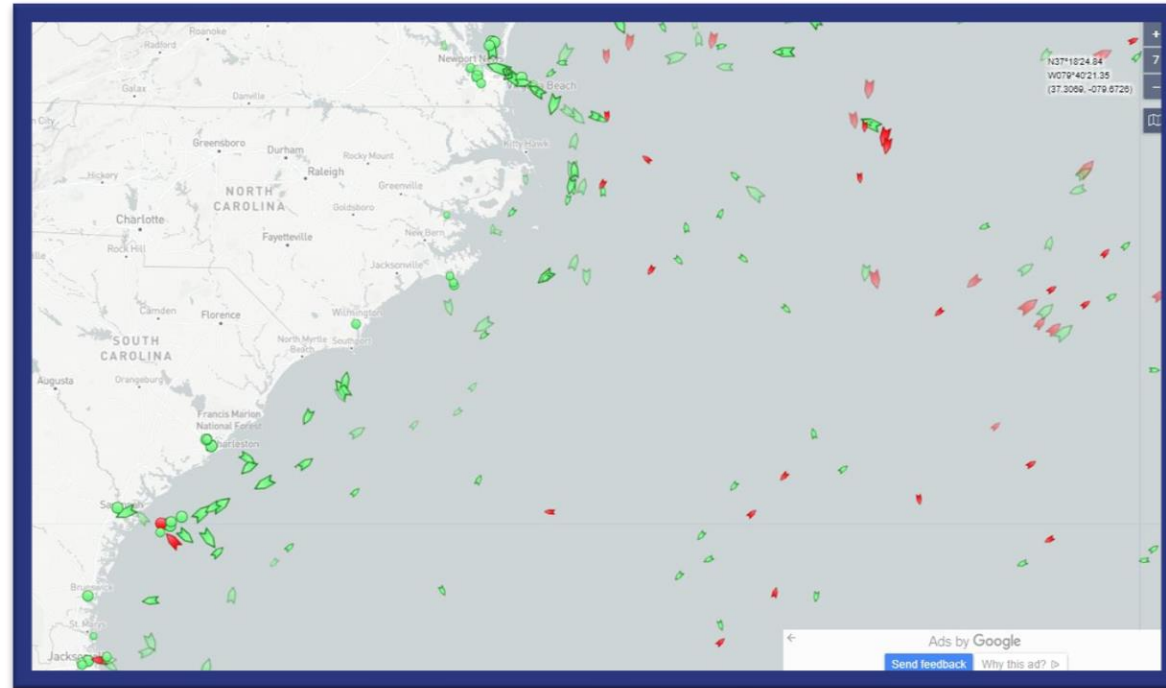 Roanoke
Radford
Newport
Beach
Galax
Danville
N37°18'24.84
W079°40'21.35
(37.3069, -079.6726)
+
7
−
Greensboro
Durham
Rocky Mount
Kitty Hawk
Hickory
Raleigh
Greenville
NORTH
CAROLINA
Goldsboro
Charlotte
Fayetteville
New Bern
Rock Hill
Jacksonville
Camden
Florence
Wilmington
SOUTH
CAROLINA
North Myrtle
Beach
Augusta
Orangeburg
Francis Marion
National Forest
Charleston
Brunswick
St. Marys
Ads by Google
Send feedback
Why this ad?